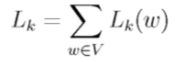 $L_k = \sum_{w \in V} L_k(w)$